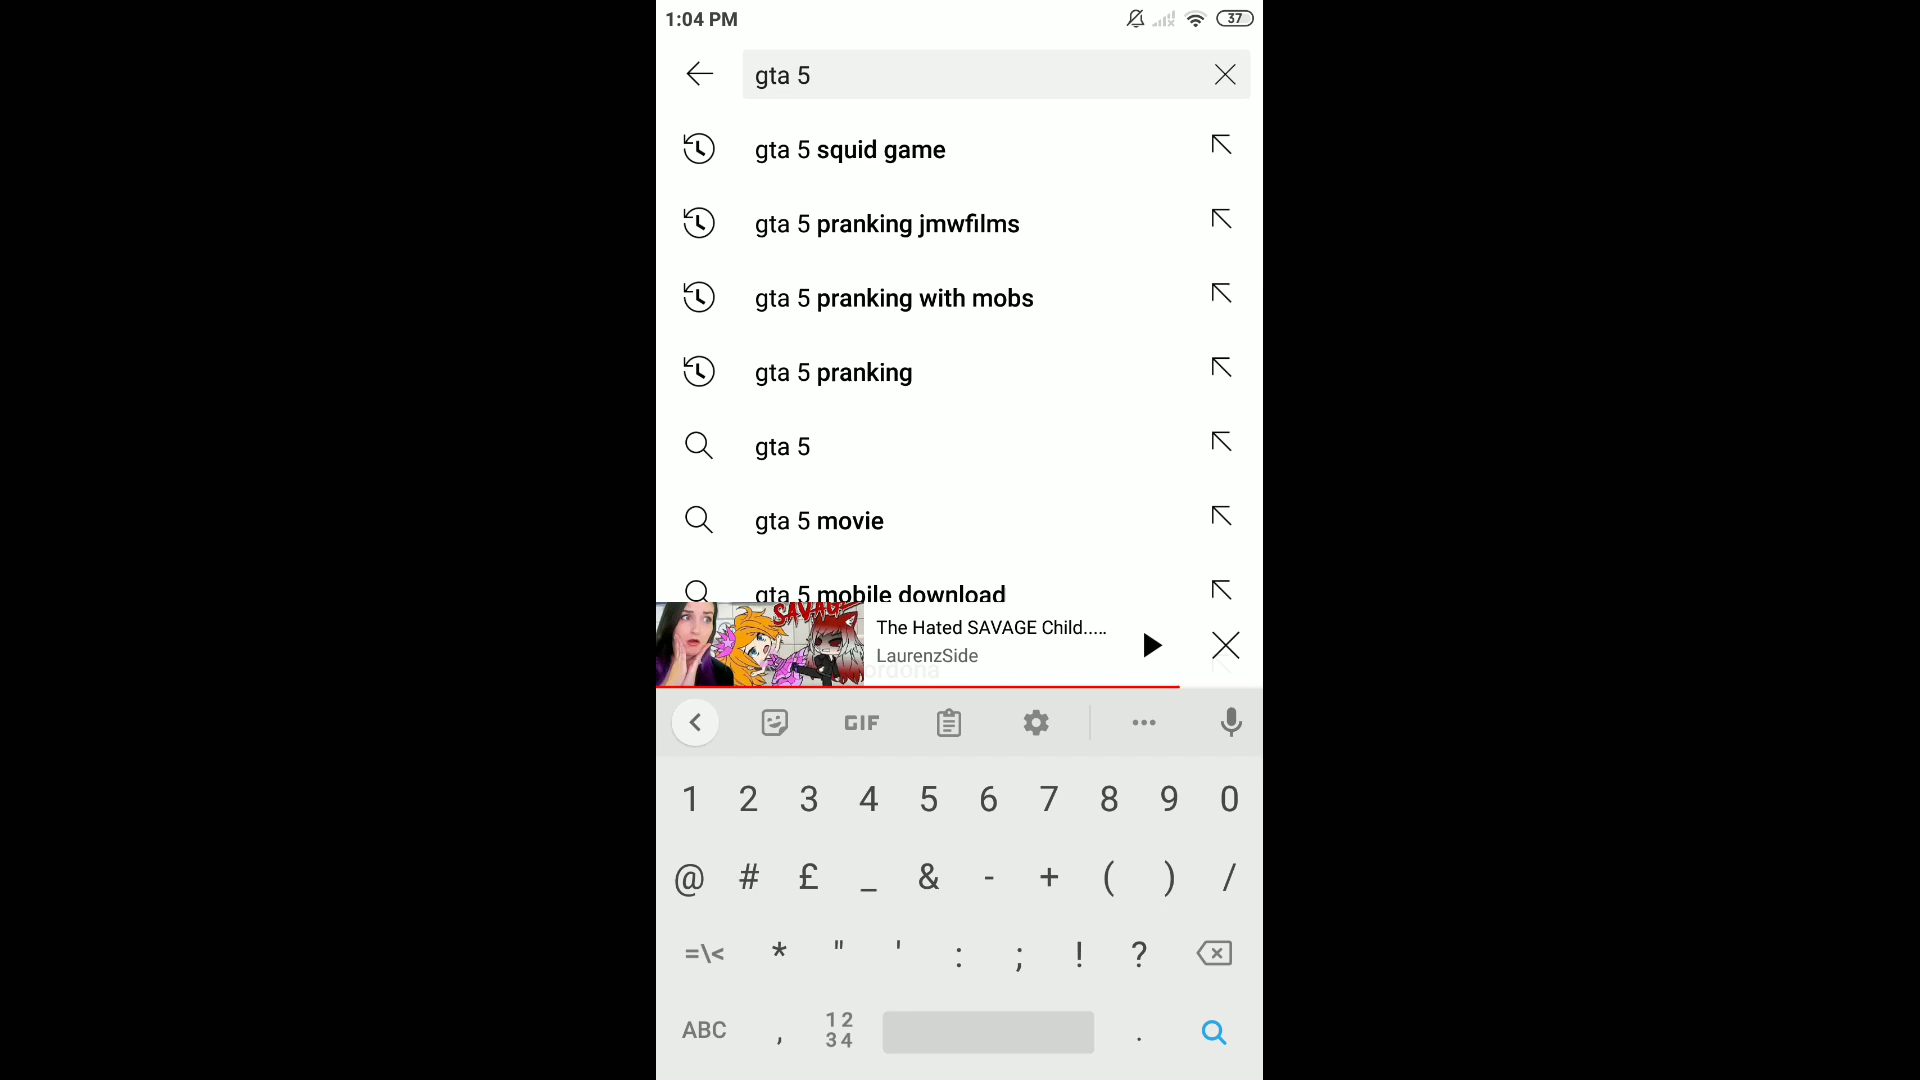 1:04 PM
37
gta 5
gta 5 squid game
gta 5 pranking jmwfilms
gta 5 pranking with mobs
gta 5 pranking
gta 5
gta 5 movie
gta 5 mobile download
SAVAGE
The Hated SAVAGE Child.....
LaurenzSide
ordona
GIF
1 2 3 4 5 6 7 8 9 0
@ # £ _ & - + ( ) /
=\< * " ' : ; ! ?
ABC , 12 34 .